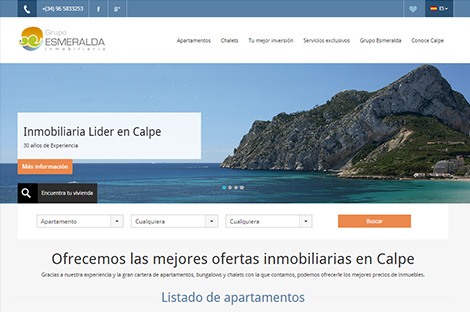 +(34) 96 5833253
f
g+
ES
Grupo
ESMERALDA
inmobiliaria
Apartamentos
Chalets
Tu mejor inversión
Servicios exclusivos
Grupo Esmeralda
Conoce Calpe
Inmobiliaria Lider en Calpe
30 años de Experiencia
Más información
Encuentra tu vivienda
Apartamento
Cualquiera
Cualquiera
Buscar
Ofrecemos las mejores ofertas inmobiliarias en Calpe
Gracias a nuestra experiencia y la gran cartera de apartamentos, bungalows y chalets con la que contamos, podemos ofrecerle los mejores precios de inmuebles.
Listado de apartamentos